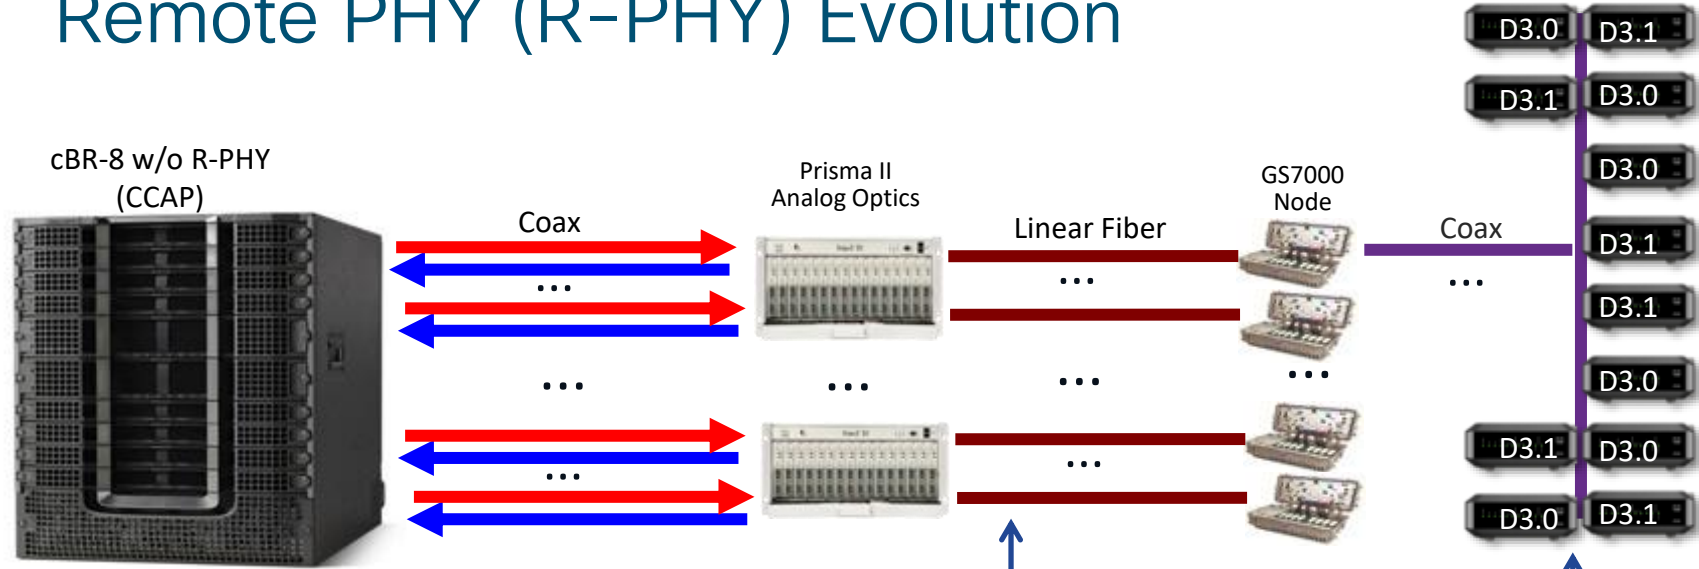 Remote PHY (R-PHY) Evolution
cBR-8 w/o R-PHY
(CCAP)
Coax
...
...
...
Prisma II
Analog Optics
...
Linear Fiber
...
...
...
GS7000
Node
...
Coax
...
D3.0 D3.1
D3.1 D3.0
D3.0
D3.1
D3.1
D3.0
D3.1 D3.0
D3.0 D3.1